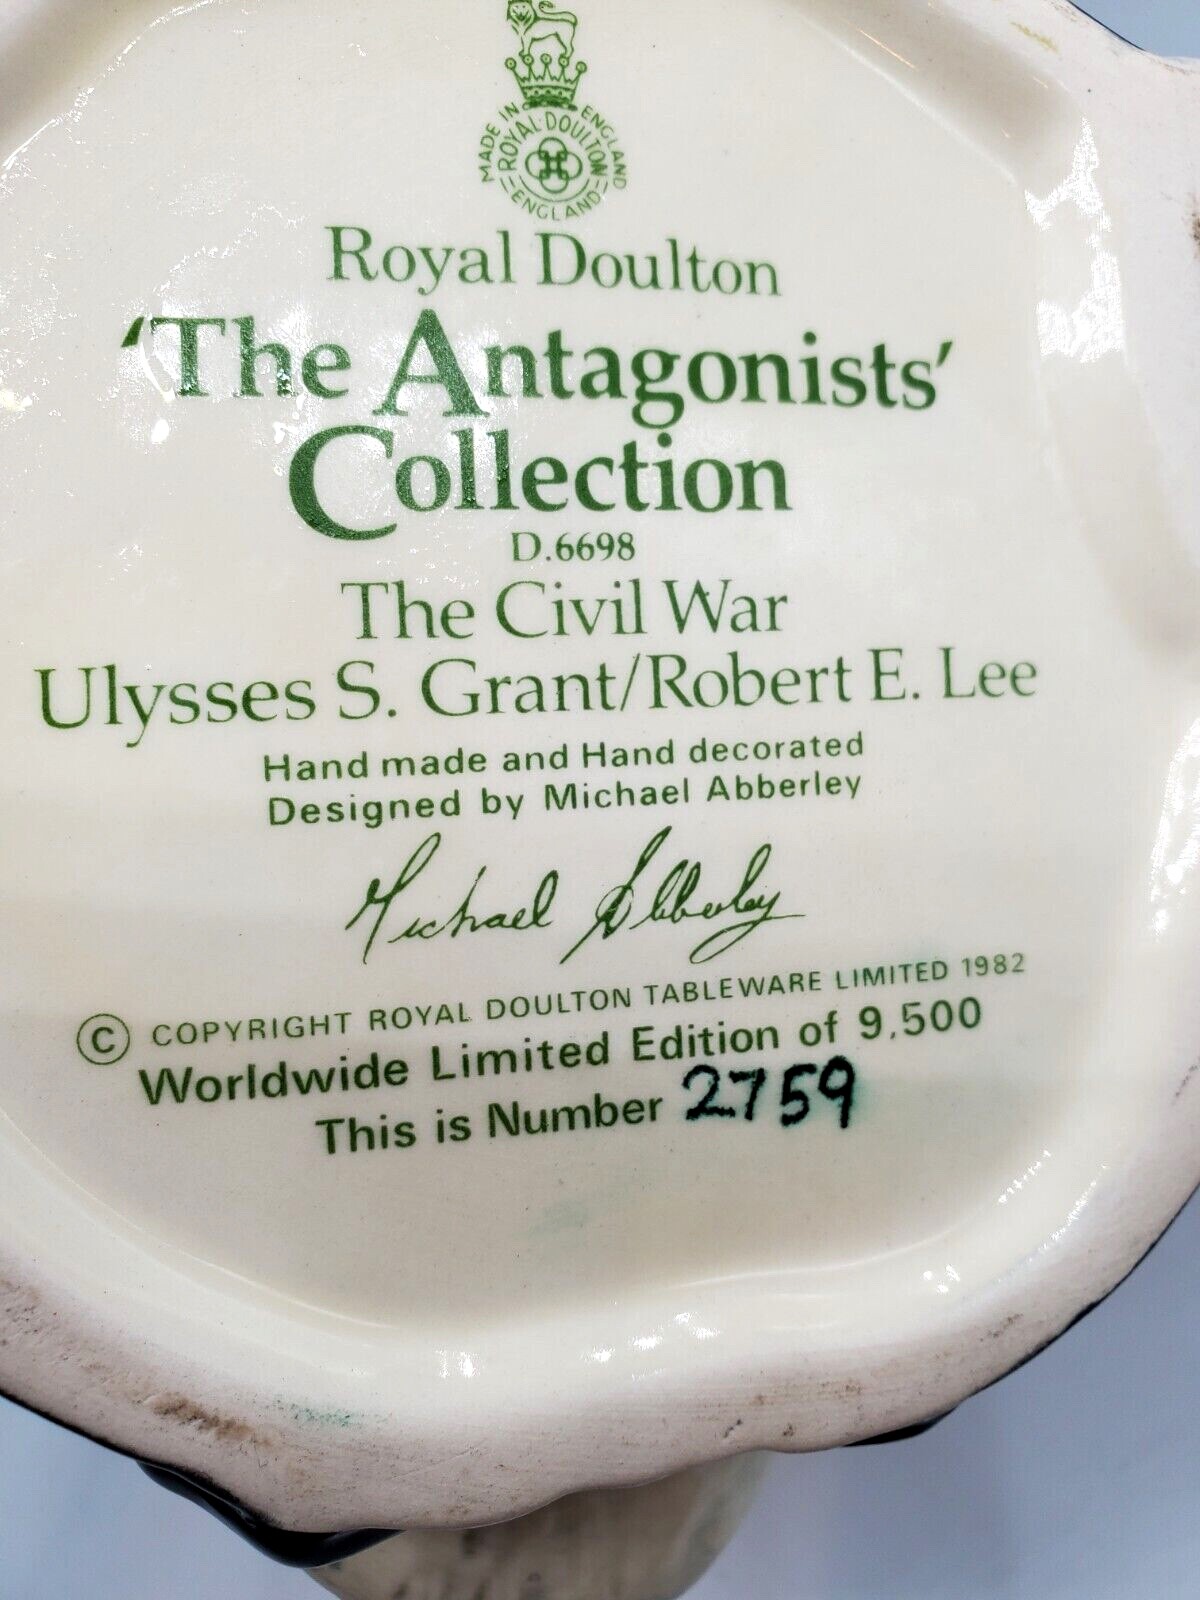 MADE IN ENGLAND
ROYAL·DOULTON
ENGLAND
Royal Doulton
'The Antagonists'
Collection
D.6698
The Civil War
Ulysses S. Grant/Robert E. Lee
Hand made and Hand decorated
Designed by Michael Abberley
Michael Abberley
© COPYRIGHT ROYAL DOULTON TABLEWARE LIMITED 1982
Worldwide Limited Edition of 9,500
This is Number 2759